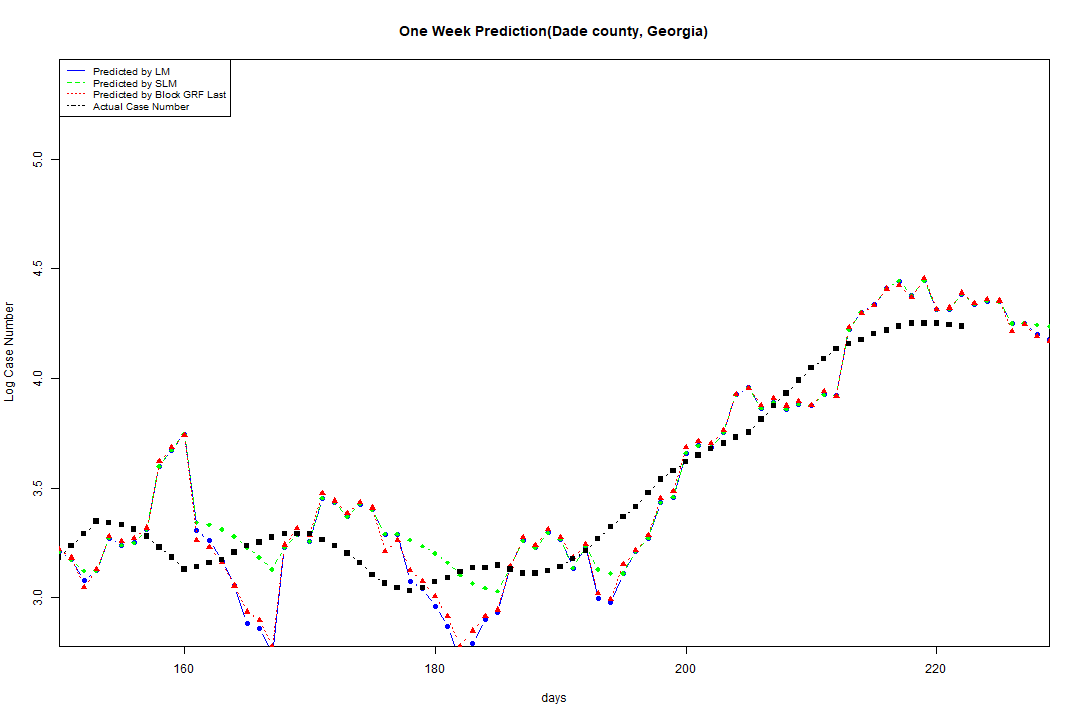 One Week Prediction(Dade county, Georgia)
Predicted by LM
Predicted by SLM
Predicted by Block GRF Last
Actual Case Number
Log Case Number
5.0
4.5
4.0
3.5
3.0
160
180
200
220
days